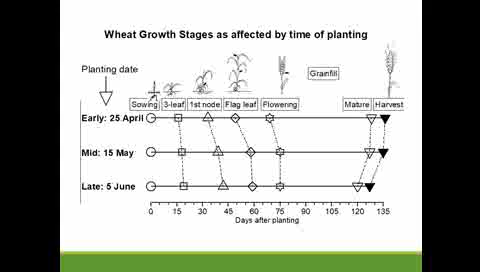 Wheat Growth Stages as affected by time of planting
Planting date
Grainfill
Sowing 3-leaf 1st node Flag leaf Flowering Mature Harvest
Early: 25 April
Mid: 15 May
Late: 5 June
0 15 30 45 60 75 90 105 120 135
Days after planting